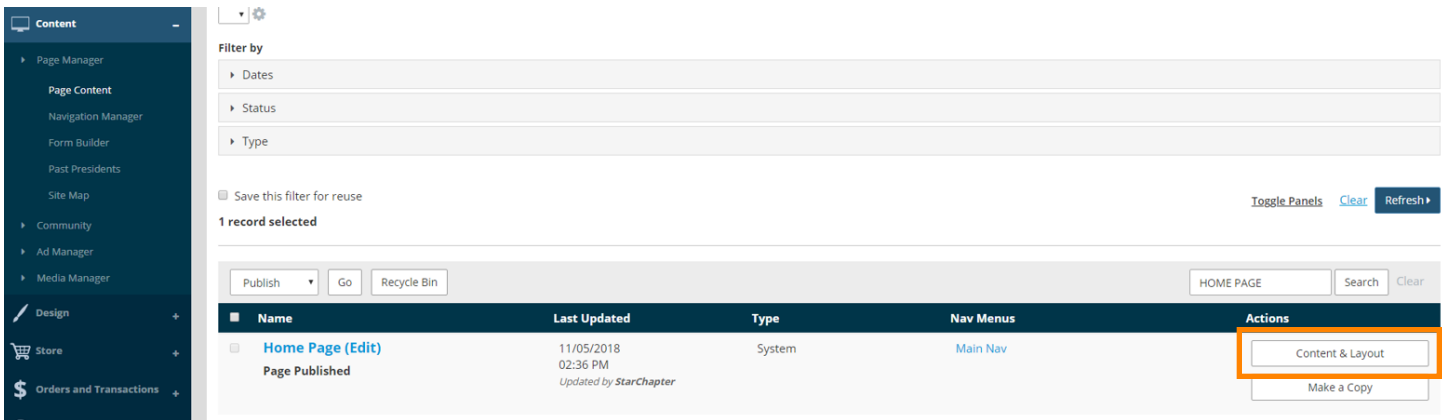 Content
Page Manager
Page Content
Navigation Manager
Form Builder
Past Presidents
Site Map
Community
Ad Manager
Media Manager
Design
Store
Orders and Transactions
Filter by
Dates
Status
Type
Save this filter for reuse
Toggle Panels Clear Refresh
1 record selected
Publish Go Recycle Bin HOME PAGE Search Clear
Name Last Updated Type Nav Menus Actions
Home Page (Edit) 11/05/2018 System Main Nav Content & Layout
Page Published 02:36 PM
Updated by StarChapter Make a Copy